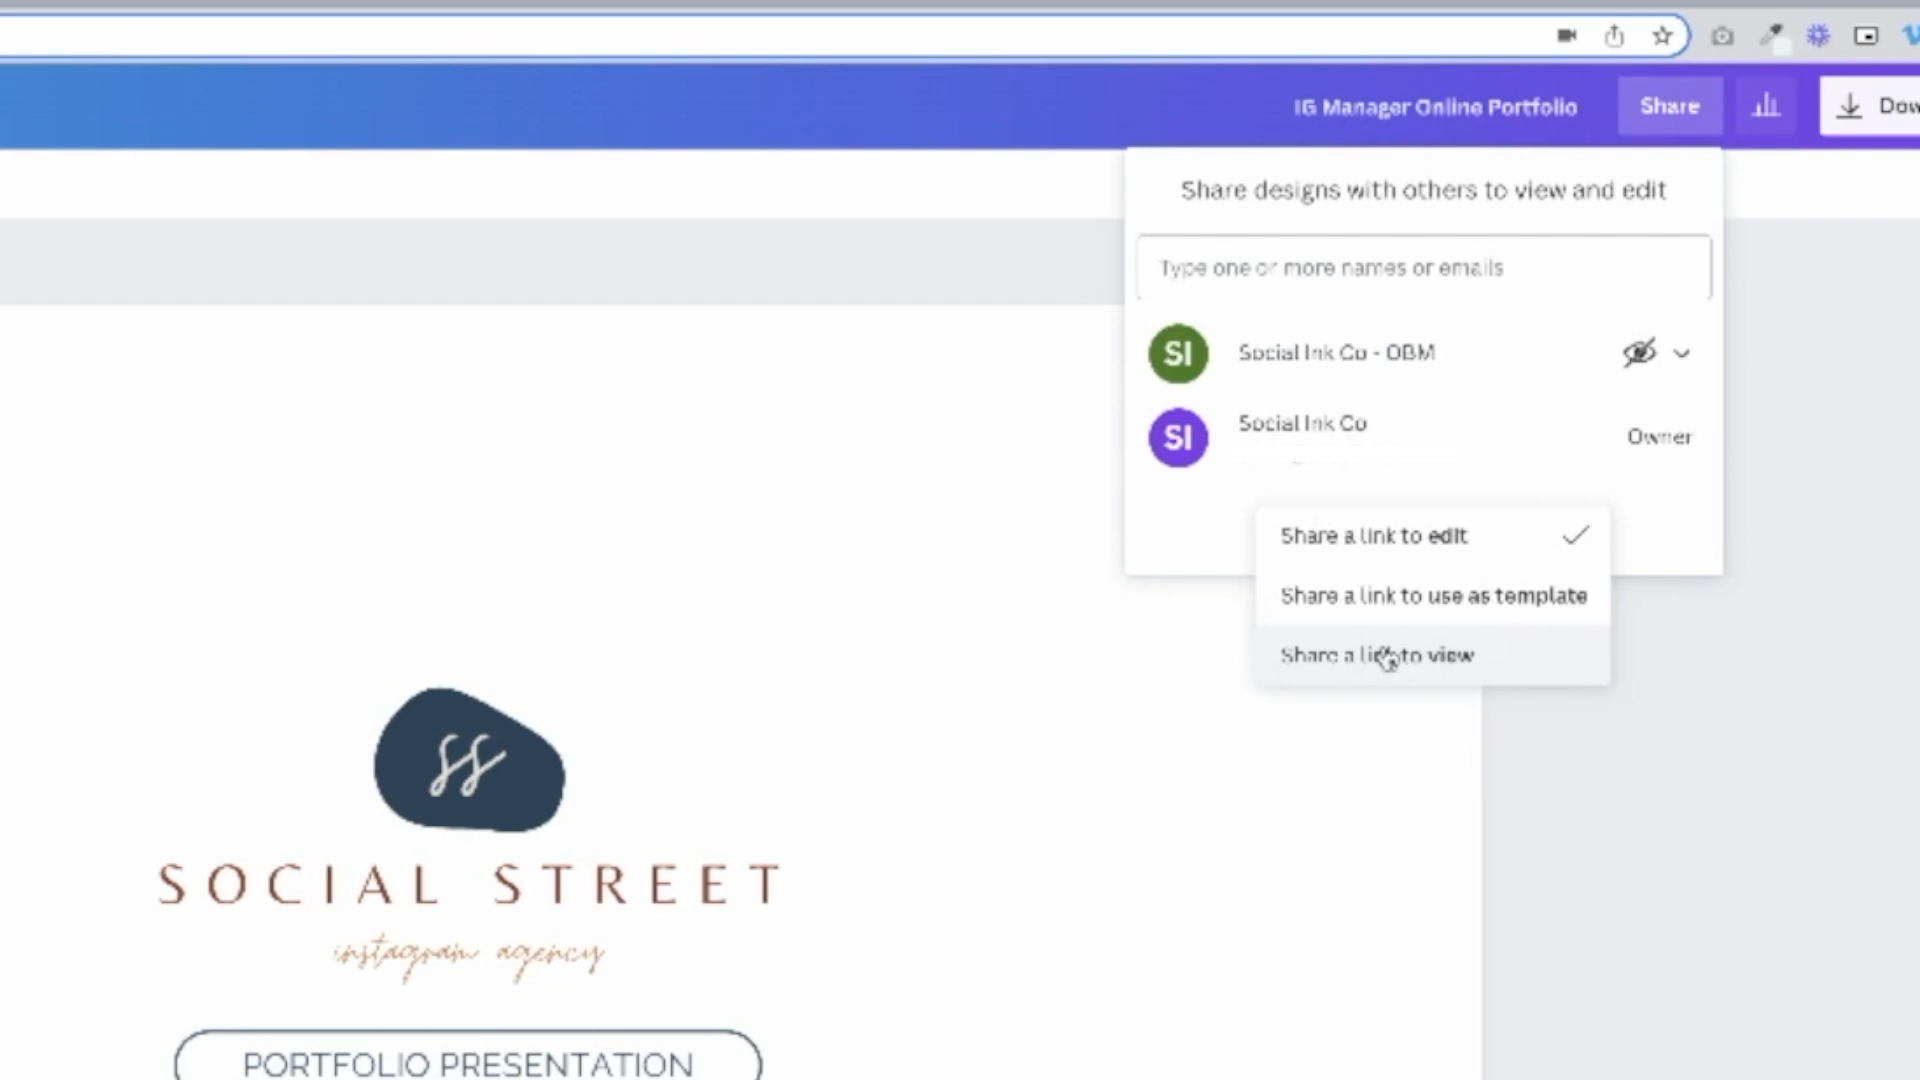 IG Manager Online Portfolio
Share
Dow
Share designs with others to view and edit
Type one or more names or emails
SI
Social Ink Co - OBM
SI
Social Ink Co
Owner
Share a link to edit
Share a link to use as template
Share a link to view
ss
SOCIAL STREET
instagram agency
PORTFOLIO PRESENTATION